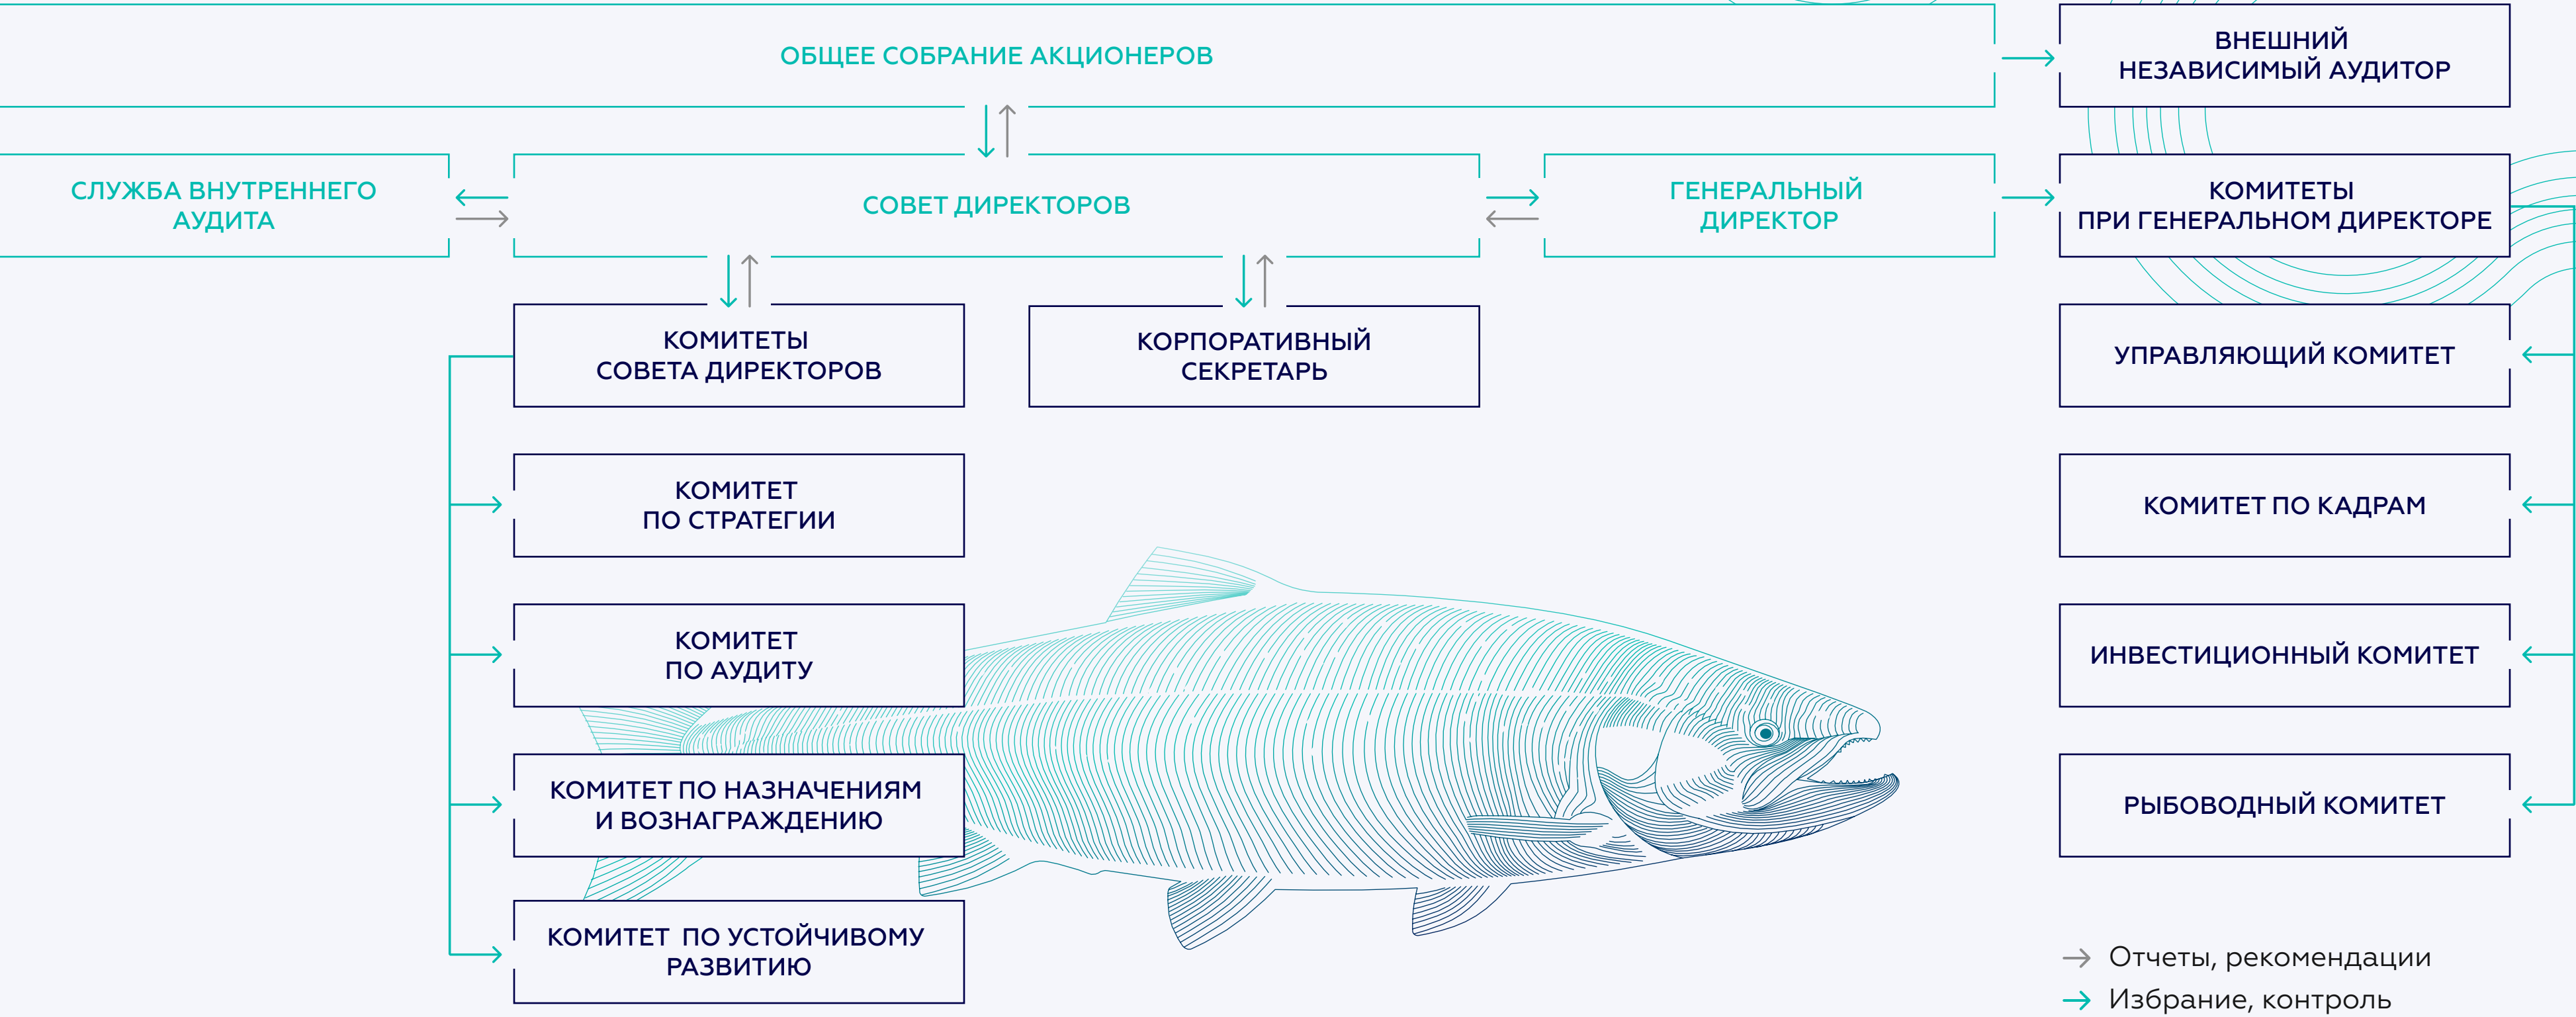 ОБЩЕЕ СОБРАНИЕ АКЦИОНЕРОВ
ВНЕШНИЙ
НЕЗАВИСИМЫЙ АУДИТОР
СЛУЖБА ВНУТРЕННЕГО
АУДИТА
СОВЕТ ДИРЕКТОРОВ
ГЕНЕРАЛЬНЫЙ
ДИРЕКТОР
КОМИТЕТЫ
ПРИ ГЕНЕРАЛЬНОМ ДИРЕКТОРЕ
КОМИТЕТЫ
СОВЕТА ДИРЕКТОРОВ
КОРПОРАТИВНЫЙ
СЕКРЕТАРЬ
УПРАВЛЯЮЩИЙ КОМИТЕТ
КОМИТЕТ
ПО СТРАТЕГИИ
КОМИТЕТ ПО КАДРАМ
КОМИТЕТ
ПО АУДИТУ
ИНВЕСТИЦИОННЫЙ КОМИТЕТ
КОМИТЕТ ПО НАЗНАЧЕНИЯМ
И ВОЗНАГРАЖДЕНИЮ
РЫБОВОДНЫЙ КОМИТЕТ
КОМИТЕТ ПО УСТОЙЧИВОМУ
РАЗВИТИЮ
Отчеты, рекомендации
Избрание, контроль